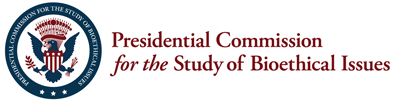 PRESIDENTIAL COMMISSION FOR THE STUDY OF BIOETHICAL ISSUES
Presidential Commission
for the Study of Bioethical Issues